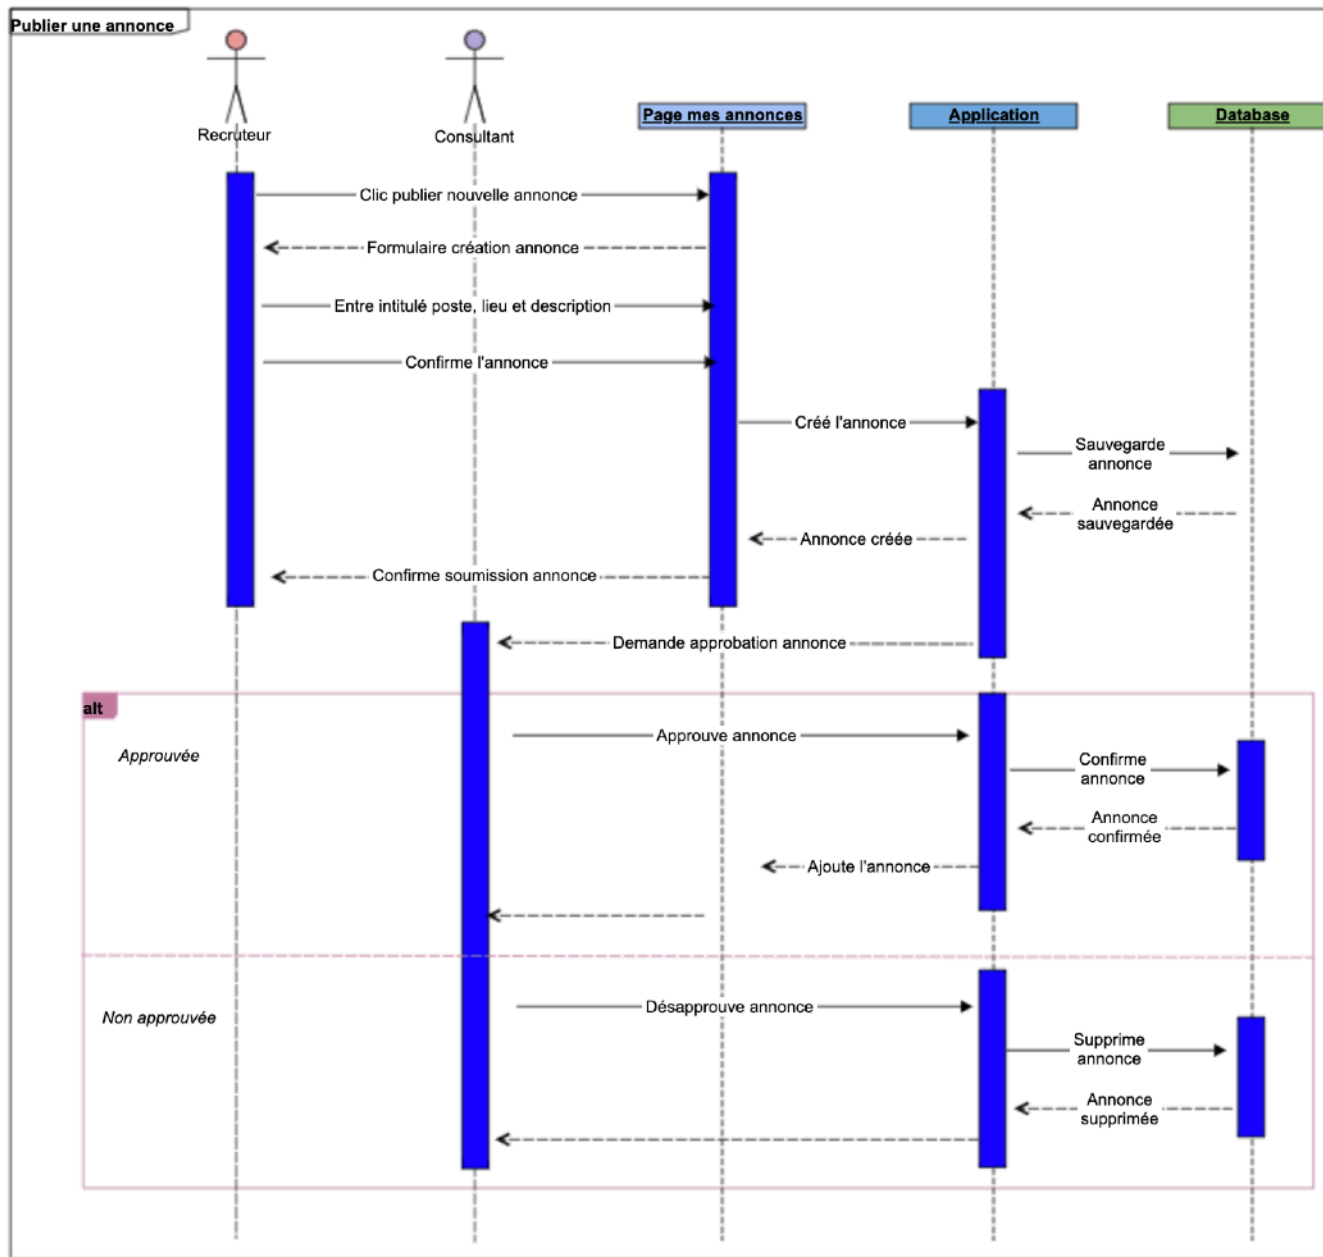 Publier une annonce
Recruteur
Consultant
Page mes annonces
Application
Database
Clic publier nouvelle annonce
Formulaire création annonce
Entre intitulé poste, lieu et description
Confirme l'annonce
Créé l'annonce
Sauvegarde
annonce
Annonce
sauvegardée
Annonce créée
Confirme soumission annonce
Demande approbation annonce
alt
Approuvée
Approuve annonce
Confirme
annonce
Annonce
confirmée
Ajoute l'annonce
Non approuvée
Désapprouve annonce
Supprime
annonce
Annonce
supprimée